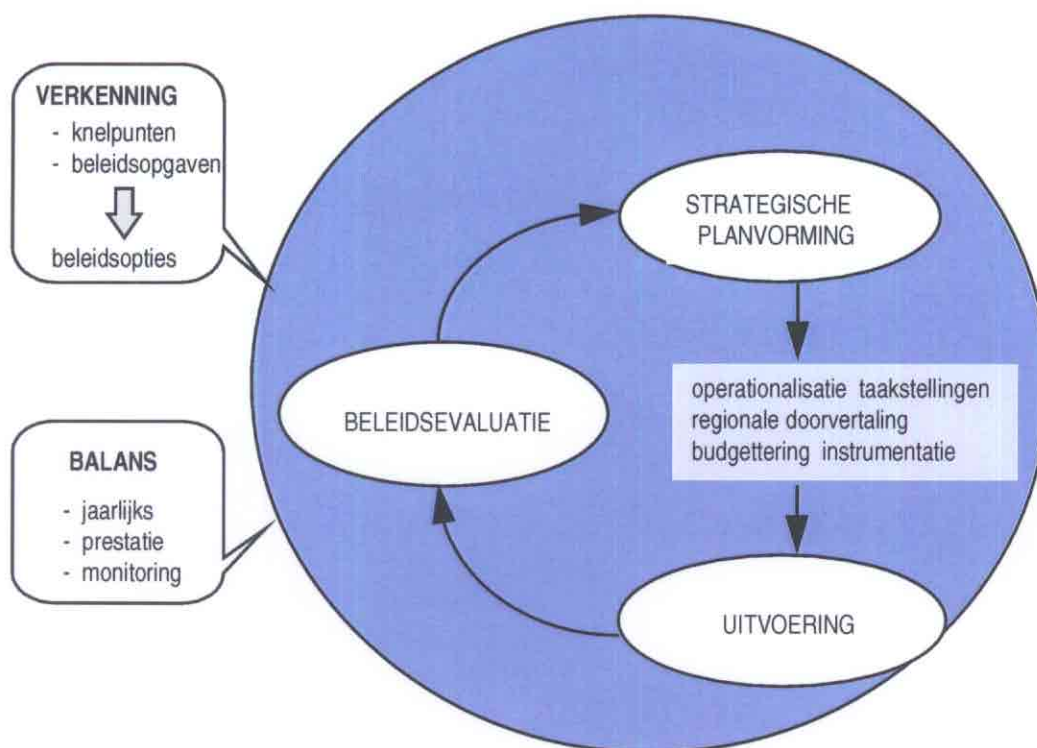 VERKENNING
- knelpunten
- beleidsopgaven
beleidsopties
STRATEGISCHE
PLANVORMING
operationalisatie taakstellingen
regionale doorvertaling
budgettering instrumentatie
BELEIDSEVALUATIE
BALANS
- jaarlijks
- prestatie
- monitoring
UITVOERING